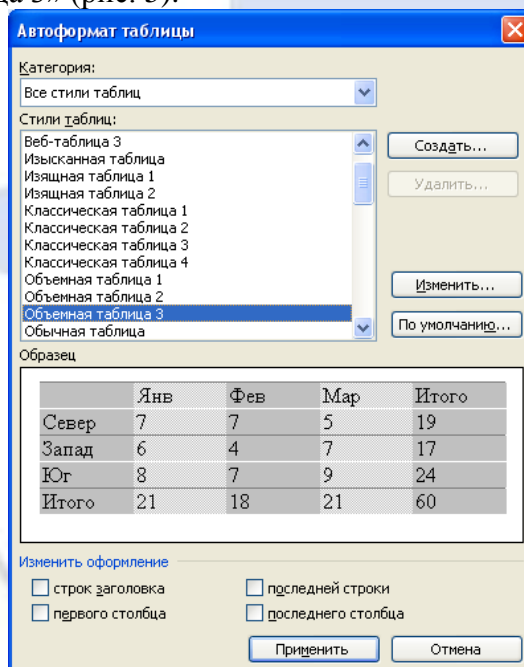 ца 3» (рис. 3).
Автоформат таблицы
Категория:
Все стили таблиц
Стили таблиц:
Веб-таблица 3
Изысканная таблица
Изящная таблица 1
Изящная таблица 2
Классическая таблица 1
Классическая таблица 2
Классическая таблица 3
Классическая таблица 4
Объемная таблица 1
Объемная таблица 2
Объемная таблица 3
Обычная таблица
Создать...
Удалить...
Изменить...
По умолчанию...
Образец
Янв Фев Мар Итого
Север 7 7 5 19
Запад 6 4 7 17
Юг 8 7 9 24
Итого 21 18 21 60
Изменить оформление
строк заголовка последней строки
первого столбца последнего столбца
Применить Отмена